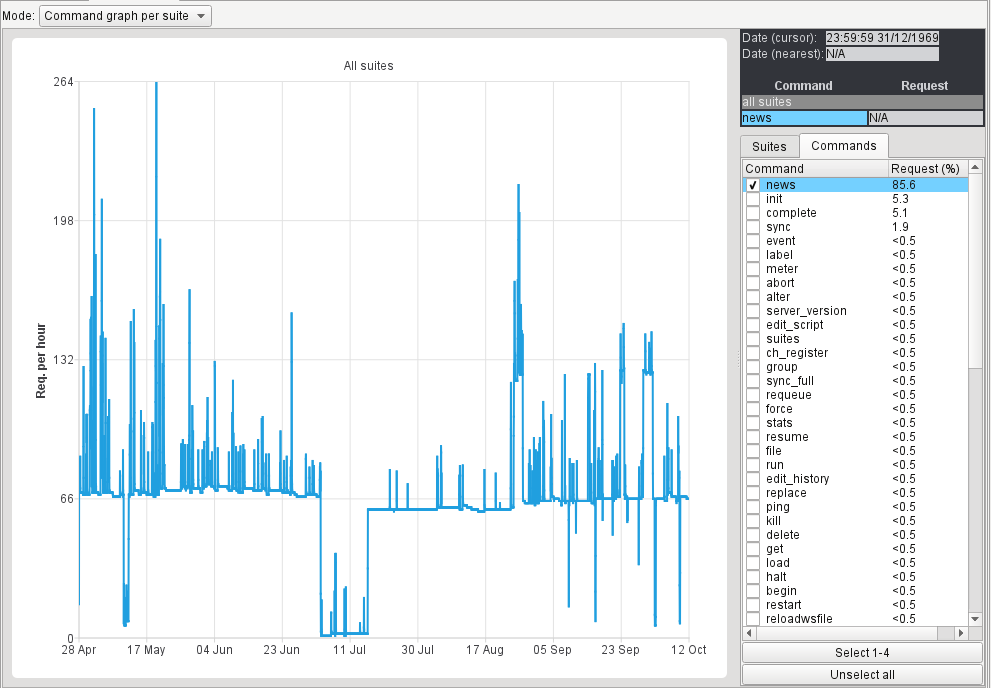 Mode: Command graph per suite
All suites
264
198
132
66
0
Req. per hour
28 Apr 17 May 04 Jun 23 Jun 11 Jul 30 Jul 17 Aug 05 Sep 23 Sep 12 Oct
Date (cursor): 23:59:59 31/12/1969
Date (nearest): N/A
Command Request
all suites
news N/A
Suites Commands
Command Request (%)
news 85.6
init 5.3
complete 5.1
sync 1.9
event <0.5
label <0.5
meter <0.5
abort <0.5
alter <0.5
server_version <0.5
edit_script <0.5
suites <0.5
ch_register <0.5
group <0.5
sync_full <0.5
requeue <0.5
force <0.5
stats <0.5
resume <0.5
file <0.5
run <0.5
edit_history <0.5
replace <0.5
ping <0.5
kill <0.5
delete <0.5
get <0.5
load <0.5
halt <0.5
begin <0.5
restart <0.5
reloadwsfile <0.5
Select 1-4
Unselect all